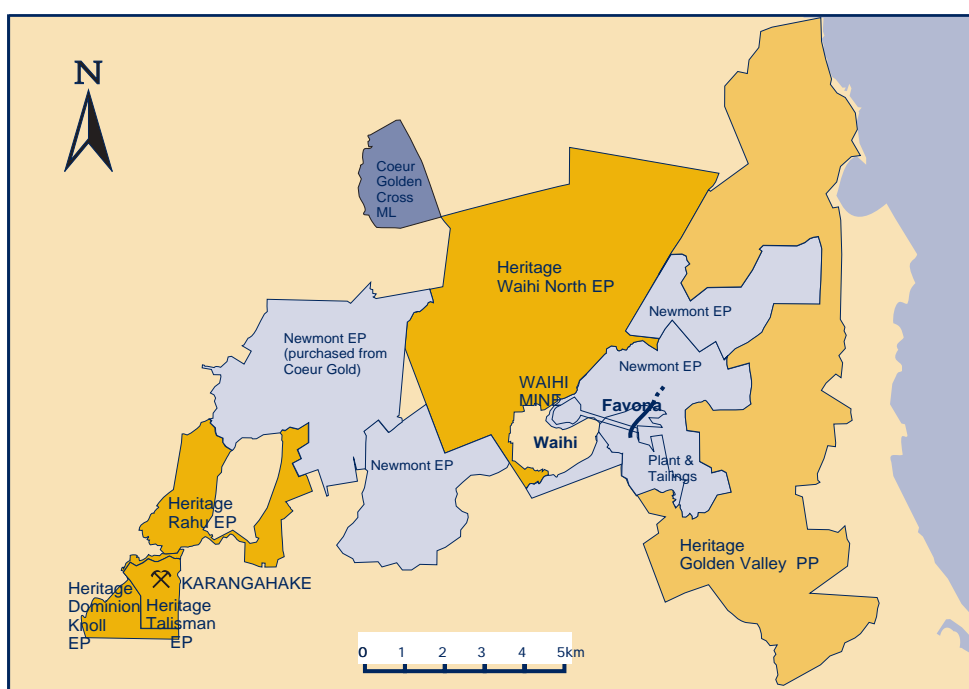 N
Coeur
Golden
Cross
ML
Heritage
Waihi North EP
Newmont EP
Newmont EP
(purchased from
Coeur Gold)
Newmont EP
WAIHI
MINE
Favona
Waihi
Newmont EP
Plant &
Tailings
Heritage
Rahu EP
Heritage
Golden Valley PP
KARANGAHAKE
Heritage
Dominion
Knoll
EP
Heritage
Talisman
EP
0 1 2 3 4 5km